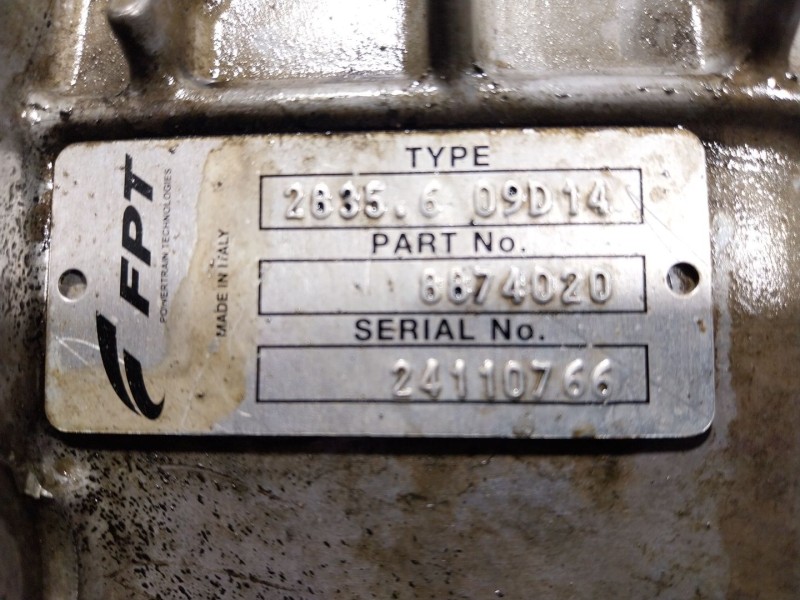 FPT
POWERTRAIN TECHNOLOGIES
MADE IN ITALY
TYPE
2835.6 09D14
PART No.
8874020
SERIAL No.
24110766